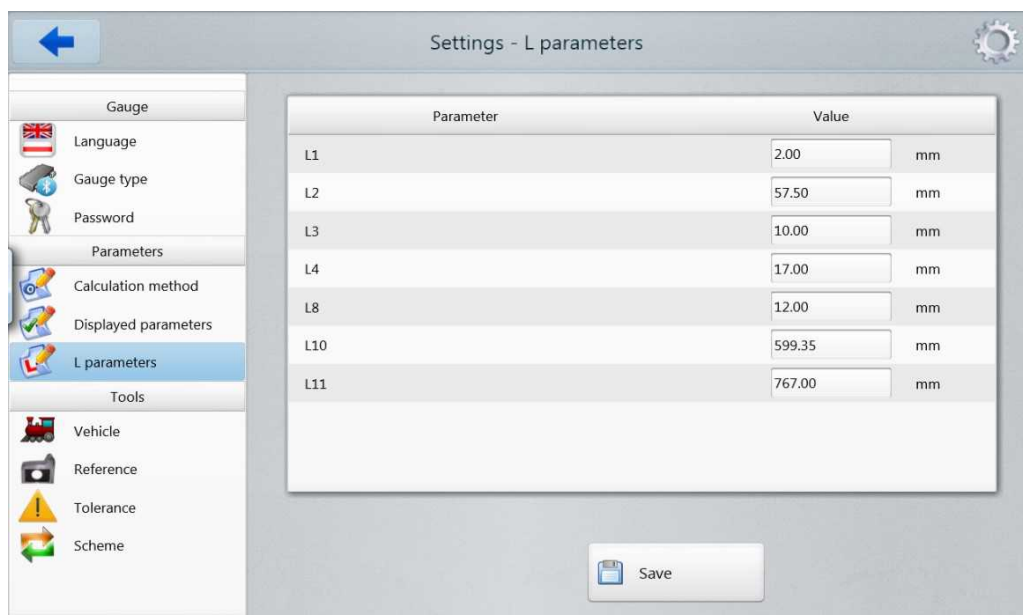 Settings - L parameters
Gauge
Language
Gauge type
Password
Parameters
Calculation method
Displayed parameters
L parameters
Tools
Vehicle
Reference
Tolerance
Scheme
Parameter Value
L1 2.00 mm
L2 57.50 mm
L3 10.00 mm
L4 17.00 mm
L8 12.00 mm
L10 599.35 mm
L11 767.00 mm
Save